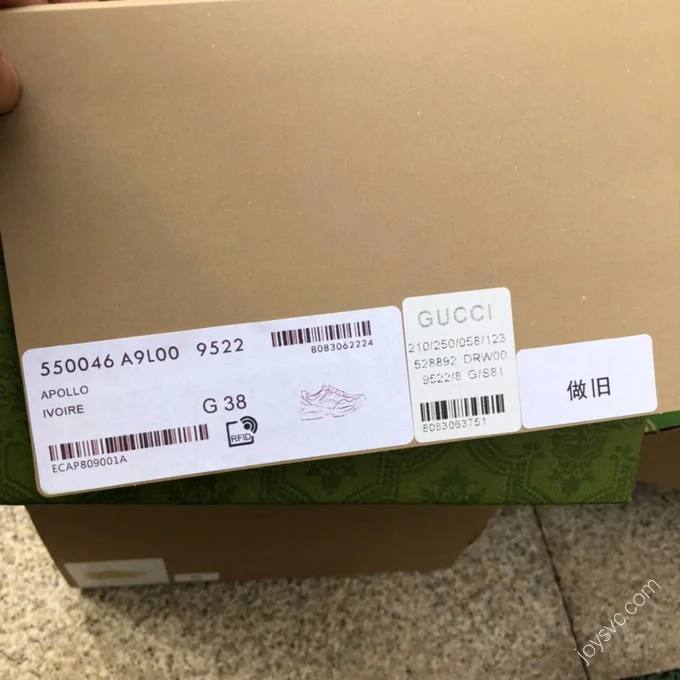 550046 A9L00 9522
8083062224
APOLLO
IVOIRE
G 38
RFID
ECAP809001A
GUCCI
210/250/058/123
528892 DRW00
9522/8 G/S81
8083063751
做旧
joysvc.com